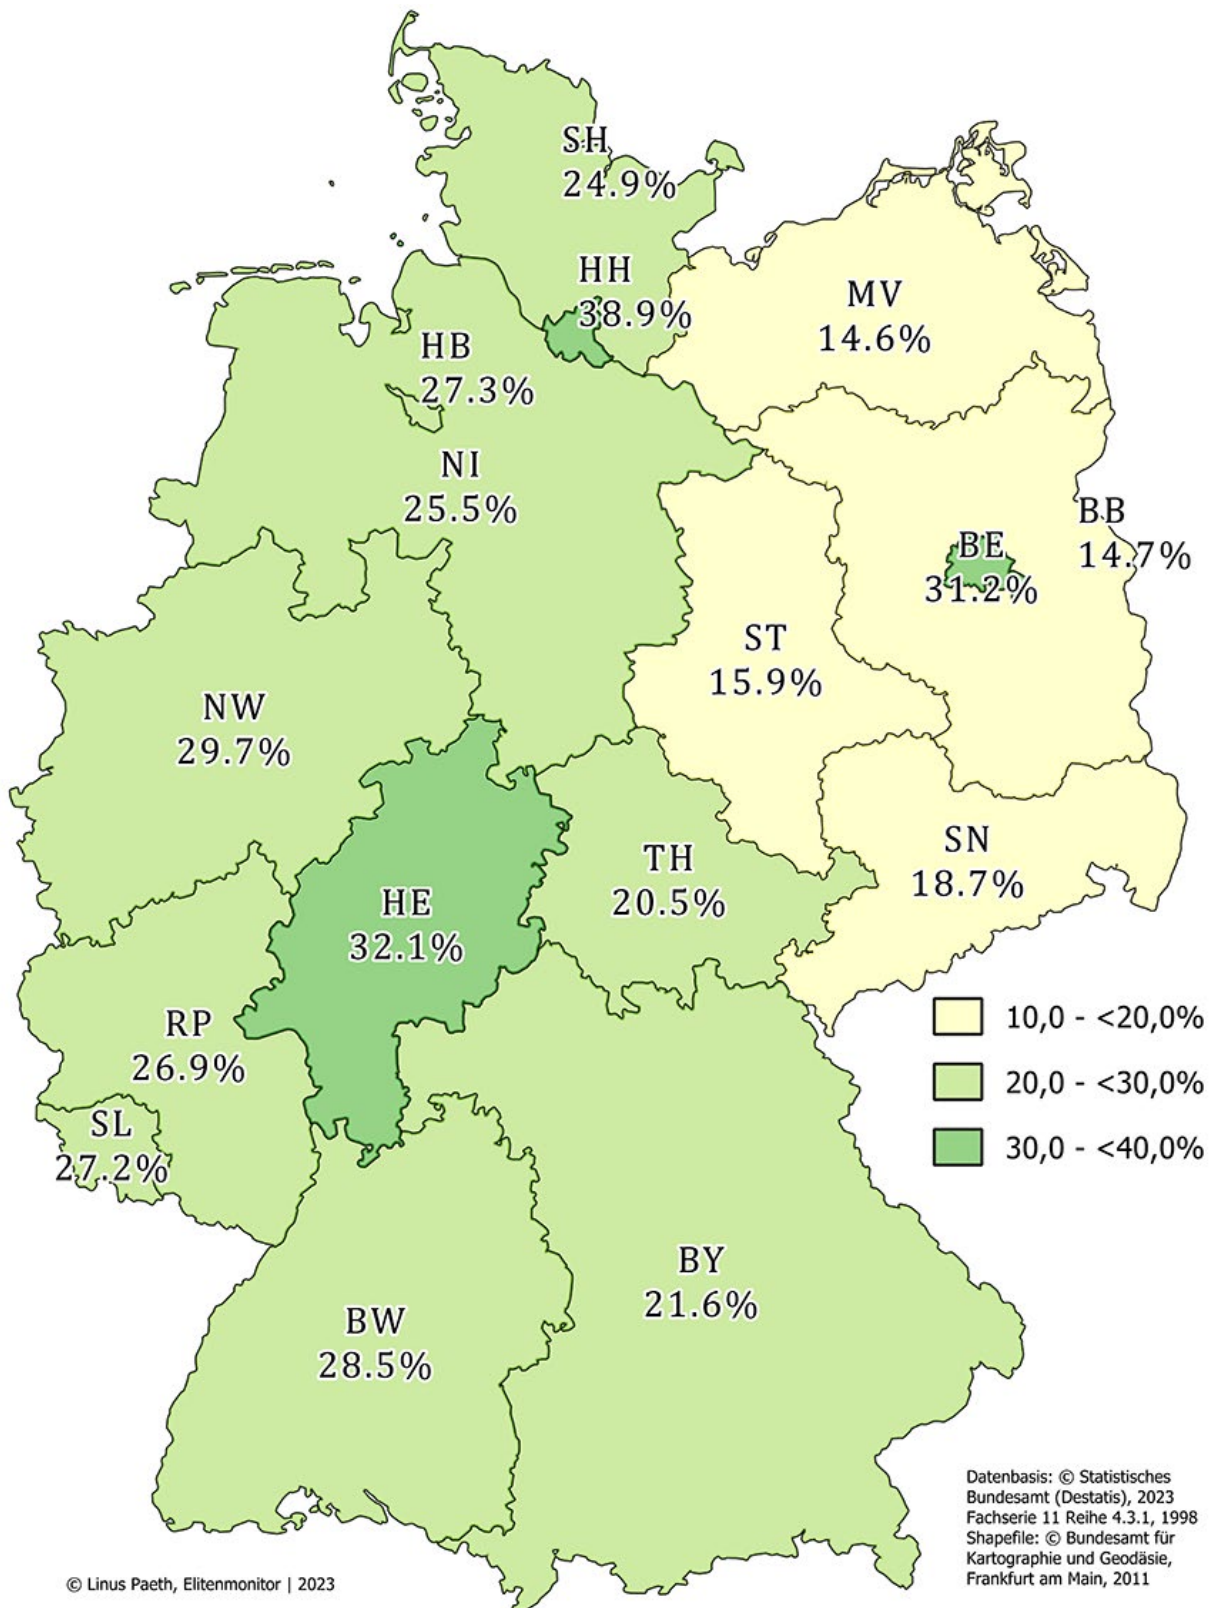 SH
24.9%
HH
38.9%
MV
14.6%
HB
27.3%
NI
25.5%
BB
14.7%
BE
31.2%
ST
15.9%
NW
29.7%
SN
18.7%
TH
20.5%
HE
32.1%
RP
26.9%
SL
27.2%
BY
21.6%
BW
28.5%
10,0 - <20,0%
20,0 - <30,0%
30,0 - <40,0%
Datenbasis: © Statistisches
Bundesamt (Destatis), 2023
Fachserie 11 Reihe 4.3.1, 1998
Shapefile: © Bundesamt für
Kartographie und Geodäsie,
Frankfurt am Main, 2011
© Linus Paeth, Elitenmonitor | 2023